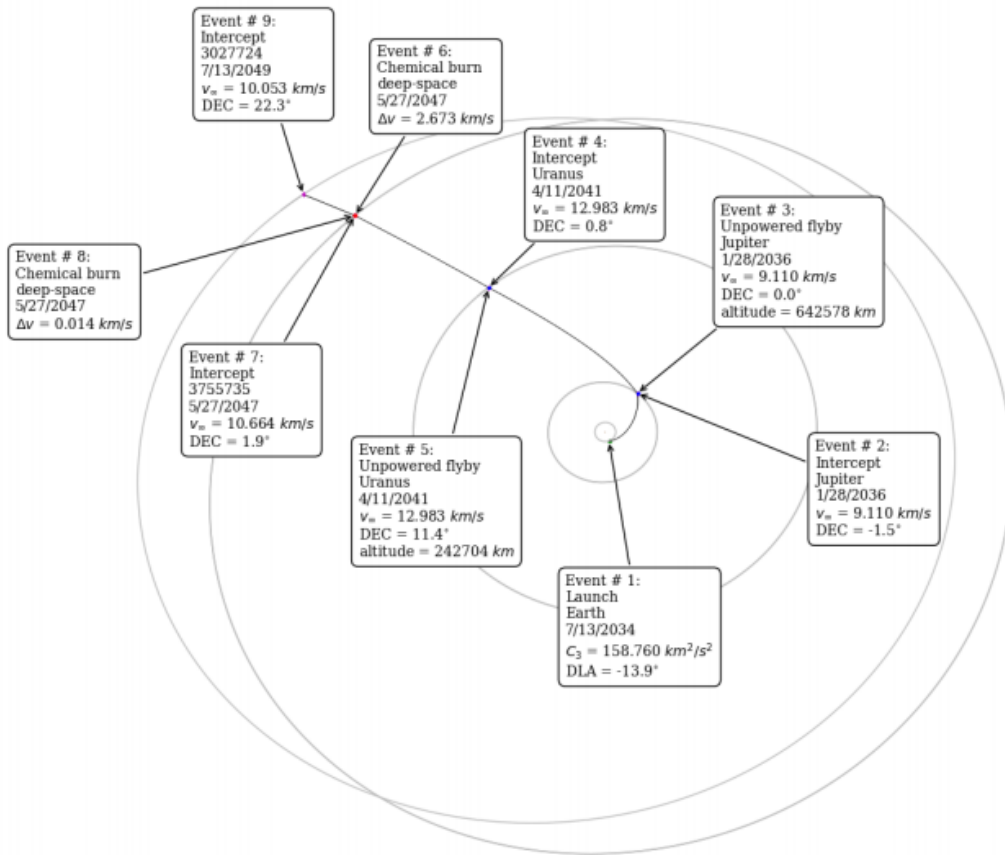 Event # 9:
Intercept
3027724
7/13/2049
v∞ = 10.053 km/s
DEC = 22.3°
Event # 6:
Chemical burn
deep-space
5/27/2047
Δv = 2.673 km/s
Event # 4:
Intercept
Uranus
4/11/2041
v∞ = 12.983 km/s
DEC = 0.8°
Event # 3:
Unpowered flyby
Jupiter
1/28/2036
v∞ = 9.110 km/s
DEC = 0.0°
altitude = 642578 km
Event # 8:
Chemical burn
deep-space
5/27/2047
Δv = 0.014 km/s
Event # 7:
Intercept
3755735
5/27/2047
v∞ = 10.664 km/s
DEC = 1.9°
Event # 5:
Unpowered flyby
Uranus
4/11/2041
v∞ = 12.983 km/s
DEC = 11.4°
altitude = 242704 km
Event # 2:
Intercept
Jupiter
1/28/2036
v∞ = 9.110 km/s
DEC = -1.5°
Event # 1:
Launch
Earth
7/13/2034
C₃ = 158.760 km²/s²
DLA = -13.9°